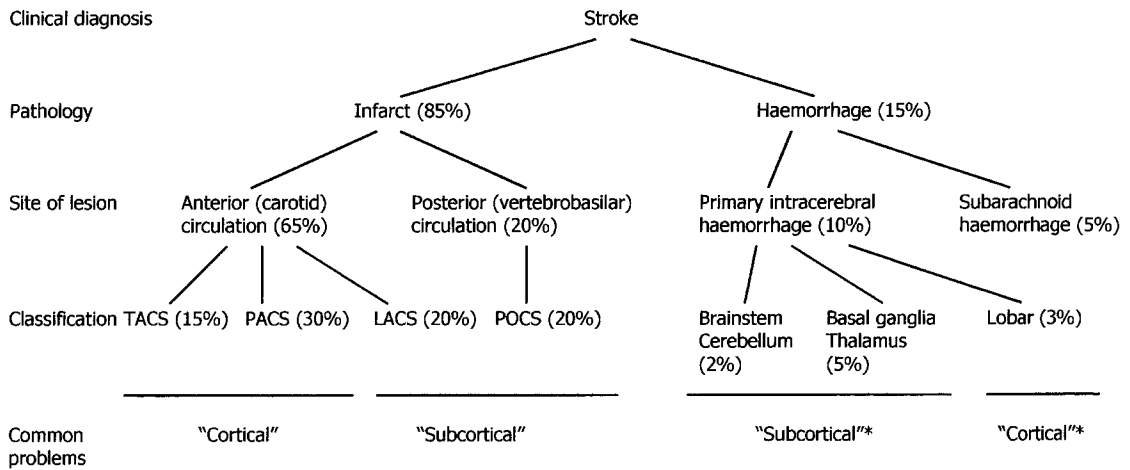 Clinical diagnosis Stroke
Pathology Infarct (85%) Haemorrhage (15%)
Site of lesion Anterior (carotid) Posterior (vertebrobasilar) Primary intracerebral Subarachnoid
circulation (65%) circulation (20%) haemorrhage (10%) haemorrhage (5%)
Classification TACS (15%) PACS (30%) LACS (20%) POCS (20%) Brainstem Basal ganglia Lobar (3%)
Cerebellum Thalamus
(2%) (5%)
Common "Cortical" "Subcortical" "Subcortical"* "Cortical"*
problems